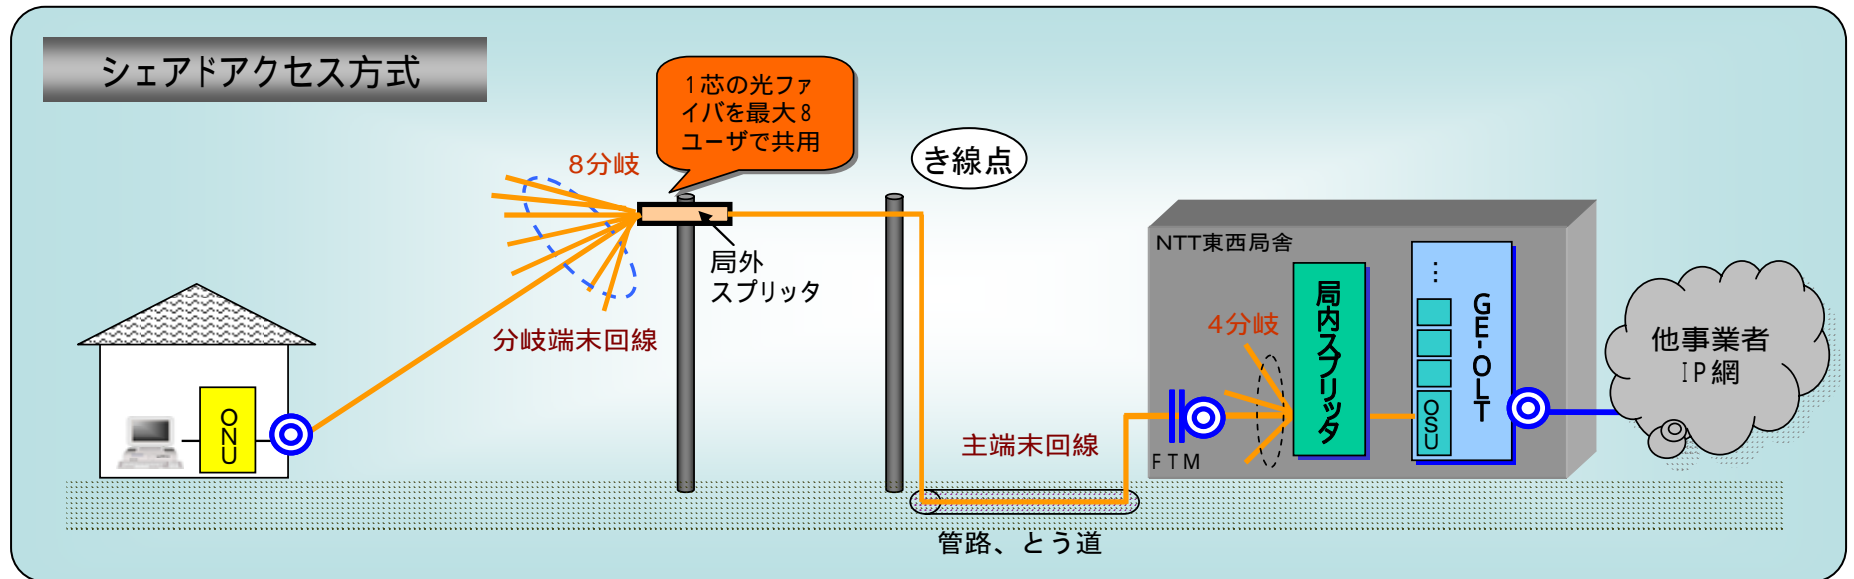 シェアドアクセス方式
1芯の光ファ
イバを最大8
ユーザで共用
き線点
8分岐
局外
スプリッタ
分岐端末回線
ONU
主端末回線
管路、とう道
NTT東西局舎
4分岐
FTM
局内スプリッタ
⋮
GE-OLT
OSU
他事業者
IP網